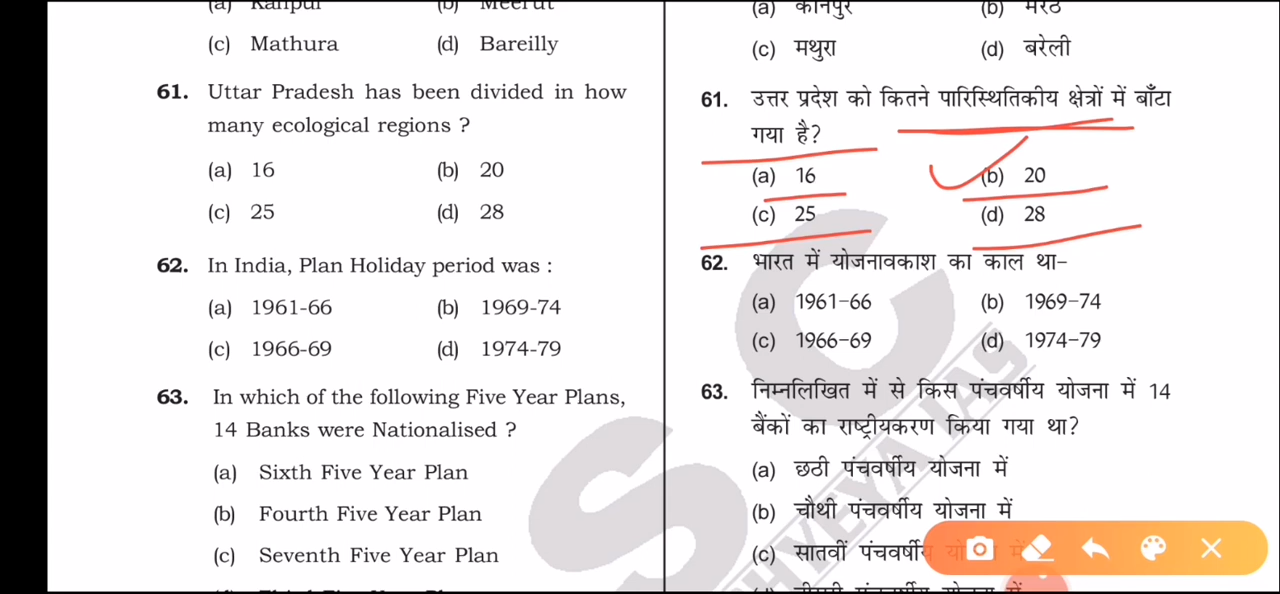 (a) Kanpur (b) Meerut
(c) Mathura (d) Bareilly
61. Uttar Pradesh has been divided in how
many ecological regions ?
(a) 16 (b) 20
(c) 25 (d) 28
62. In India, Plan Holiday period was :
(a) 1961-66 (b) 1969-74
(c) 1966-69 (d) 1974-79
63. In which of the following Five Year Plans,
14 Banks were Nationalised ?
(a) Sixth Five Year Plan
(b) Fourth Five Year Plan
(c) Seventh Five Year Plan
(a) कानपुर (b) मेरठ
(c) मथुरा (d) बरेली
61. उत्तर प्रदेश को कितने पारिस्थितिकीय क्षेत्रों में बाँटा
गया है?
(a) 16 (b) 20
(c) 25 (d) 28
62. भारत में योजनावकाश का काल था–
(a) 1961–66 (b) 1969–74
(c) 1966–69 (d) 1974–79
63. निम्नलिखित में से किस पंचवर्षीय योजना में 14
बैंकों का राष्ट्रीयकरण किया गया था?
(a) छठी पंचवर्षीय योजना में
(b) चौथी पंचवर्षीय योजना में
(c) सातवीं पंचवर्षीय योजना में